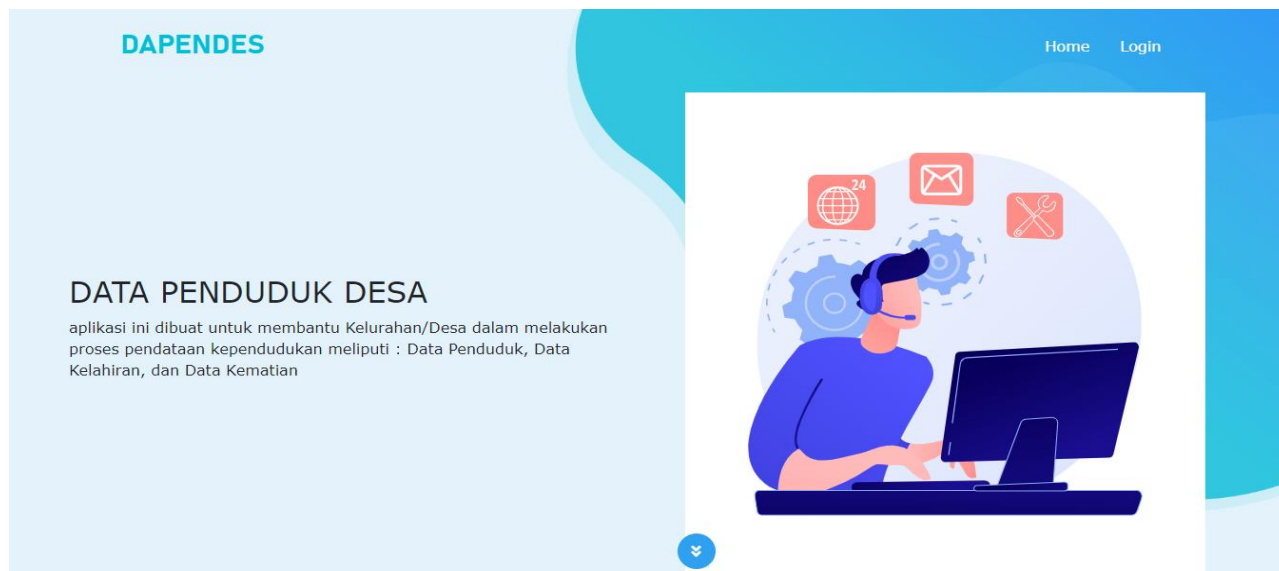 DAPENDES
Home Login
24
DATA PENDUDUK DESA
aplikasi ini dibuat untuk membantu Kelurahan/Desa dalam melakukan
proses pendataan kependudukan meliputi : Data Penduduk, Data
Kelahiran, dan Data Kematian